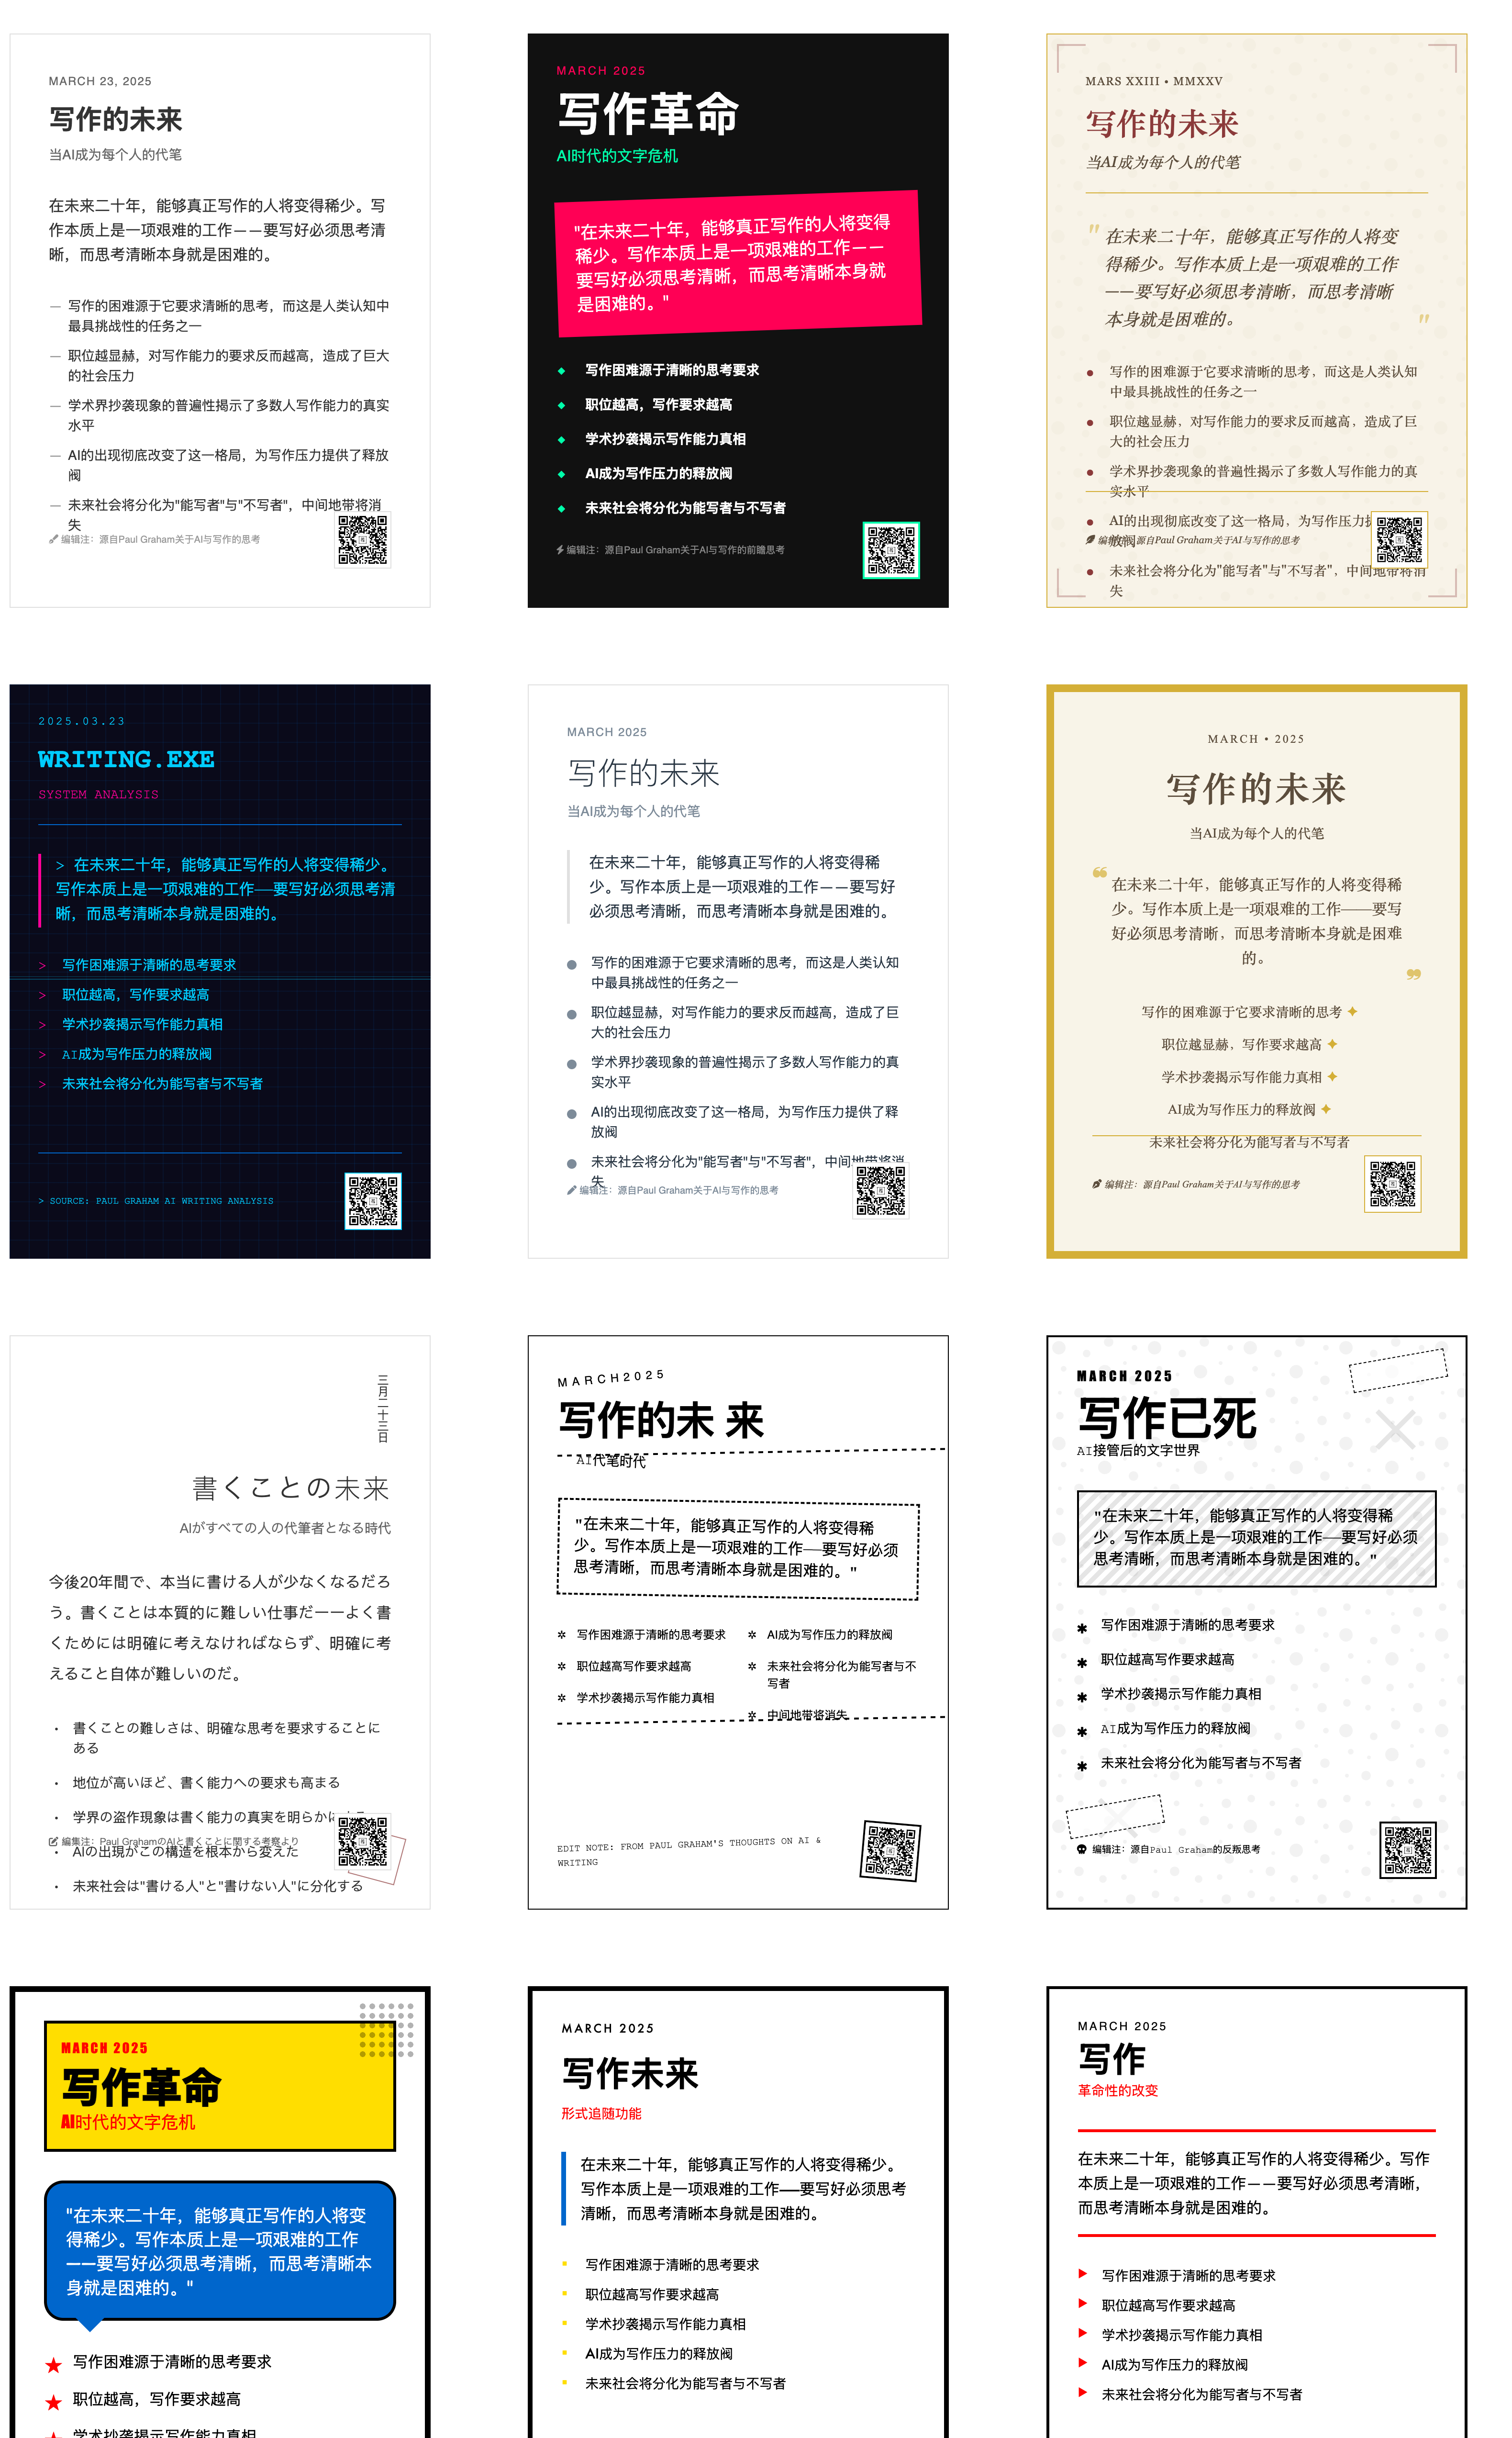 MARCH 23, 2025
写作的未来
当AI成为每个人的代笔
在未来二十年，能够真正写作的人将变得稀少。写
作本质上是一项艰难的工作——要写好必须思考清
晰，而思考清晰本身就是困难的。
— 写作的困难源于它要求清晰的思考，而这是人类认知中
最具挑战性的任务之一
— 职位越显赫，对写作能力的要求反而越高，造成了巨大
的社会压力
— 学术界抄袭现象的普遍性揭示了多数人写作能力的真实
水平
— AI的出现彻底改变了这一格局，为写作压力提供了释放
阀
— 未来社会将分化为"能写者"与"不写者"，中间地带将消
失
编辑注：源自Paul Graham关于AI与写作的思考
MARCH 2025
写作革命
AI时代的文字危机
"在未来二十年，能够真正写作的人将变得
稀少。写作本质上是一项艰难的工作——
要写好必须思考清晰，而思考清晰本身就
是困难的。"
写作困难源于清晰的思考要求
职位越高，写作要求越高
学术抄袭揭示写作能力真相
AI成为写作压力的释放阀
未来社会将分化为能写者与不写者
编辑注：源自Paul Graham关于AI与写作的前瞻思考
MARS XXIII • MMXXV
写作的未来
当AI成为每个人的代笔
"在未来二十年，能够真正写作的人将变
得稀少。写作本质上是一项艰难的工作
——要写好必须思考清晰，而思考清晰
本身就是困难的。"
写作的困难源于它要求清晰的思考，而这是人类认知
中最具挑战性的任务之一
职位越显赫，对写作能力的要求反而越高，造成了巨
大的社会压力
学术界抄袭现象的普遍性揭示了多数人写作能力的真
实水平
AI的出现彻底改变了这一格局，为写作压力
放阀
编辑注：源自Paul Graham关于AI与写作的思考
未来社会将分化为"能写者"与"不写者"，中间地带将消
失
2025.03.23
WRITING.EXE
SYSTEM ANALYSIS
> 在未来二十年，能够真正写作的人将变得稀少。
写作本质上是一项艰难的工作——要写好必须思考清
晰，而思考清晰本身就是困难的。
> 写作困难源于清晰的思考要求
> 职位越高，写作要求越高
> 学术抄袭揭示写作能力真相
> AI成为写作压力的释放阀
> 未来社会将分化为能写者与不写者
> SOURCE: PAUL GRAHAM AI WRITING ANALYSIS
MARCH 2025
写作的未来
当AI成为每个人的代笔
在未来二十年，能够真正写作的人将变得稀
少。写作本质上是一项艰难的工作——要写好
必须思考清晰，而思考清晰本身就是困难的。
写作的困难源于它要求清晰的思考，而这是人类认知
中最具挑战性的任务之一
职位越显赫，对写作能力的要求反而越高，造成了巨
大的社会压力
学术界抄袭现象的普遍性揭示了多数人写作能力的真
实水平
AI的出现彻底改变了这一格局，为写作压力提供了释
放阀
未来社会将分化为"能写者"与"不写者"，中间地带将消
失
编辑注：源自Paul Graham关于AI与写作的思考
MARCH • 2025
写作的未来
当AI成为每个人的代笔
❝在未来二十年，能够真正写作的人将变得稀
少。写作本质上是一项艰难的工作——要写
好必须思考清晰，而思考清晰本身就是困难
的。❞
写作的困难源于它要求清晰的思考 ✦
职位越显赫，写作要求越高 ✦
学术抄袭揭示写作能力真相 ✦
AI成为写作压力的释放阀 ✦
未来社会将分化为能写者与不写者
编辑注：源自Paul Graham关于AI与写作的思考
三月二十三日
書くことの未来
AIがすべての人の代筆者となる時代
今後20年間で、本当に書ける人が少なくなるだろ
う。書くことは本質的に難しい仕事だーーよく書
くためには明確に考えなければならず、明確に考
えること自体が難しいのだ。
• 書くことの難しさは、明確な思考を要求することに
ある
• 地位が高いほど、書く能力への要求も高まる
• 学界の盗作現象は書く能力の真実を明らかに
编集注：Paul GrahamのAIと書くことに関する考察より
• AIの出現がこの構造を根本から変えた
• 未来社会は"書ける人"と"書けない人"に分化する
MARCH2025
写作的未 来
AI代笔时代
"在未来二十年，能够真正写作的人将变得稀
少。写作本质上是一项艰难的工作——要写好必须
思考清晰，而思考清晰本身就是困难的。"
✲ 写作困难源于清晰的思考要求
✲ 职位越高写作要求越高
✲ 学术抄袭揭示写作能力真相
✲ AI成为写作压力的释放阀
✲ 未来社会将分化为能写者与不
写者
✲ 中间地带将消失
EDIT NOTE: FROM PAUL GRAHAM'S THOUGHTS ON AI &
WRITING
MARCH 2025
写作已死
AI接管后的文字世界
"在未来二十年，能够真正写作的人将变得稀
少。写作本质上是一项艰难的工作——要写好必须
思考清晰，而思考清晰本身就是困难的。"
✱ 写作困难源于清晰的思考要求
✱ 职位越高写作要求越高
✱ 学术抄袭揭示写作能力真相
✱ AI成为写作压力的释放阀
✱ 未来社会将分化为能写者与不写者
编辑注：源自Paul Graham的反叛思考
MARCH 2025
写作革命
AI时代的文字危机
"在未来二十年，能够真正写作的人将变
得稀少。写作本质上是一项艰难的工作
——要写好必须思考清晰，而思考清晰本
身就是困难的。"
★ 写作困难源于清晰的思考要求
★ 职位越高，写作要求越高
★ 学术抄袭揭示写作能力真相
MARCH 2025
写作未来
形式追随功能
在未来二十年，能够真正写作的人将变得稀少。
写作本质上是一项艰难的工作——要写好必须思考
清晰，而思考清晰本身就是困难的。
写作困难源于清晰的思考要求
职位越高写作要求越高
学术抄袭揭示写作能力真相
AI成为写作压力的释放阀
未来社会将分化为能写者与不写者
MARCH 2025
写作
革命性的改变
在未来二十年，能够真正写作的人将变得稀少。写作
本质上是一项艰难的工作——要写好必须思考清晰，
而思考清晰本身就是困难的。
写作困难源于清晰的思考要求
职位越高写作要求越高
学术抄袭揭示写作能力真相
AI成为写作压力的释放阀
未来社会将分化为能写者与不写者